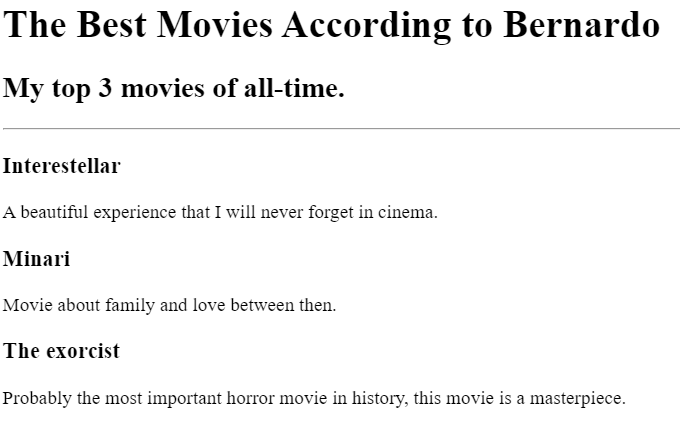 The Best Movies According to Bernardo
My top 3 movies of all-time.
Interestellar
A beautiful experience that I will never forget in cinema.
Minari
Movie about family and love between then.
The exorcist
Probably the most important horror movie in history, this movie is a masterpiece.